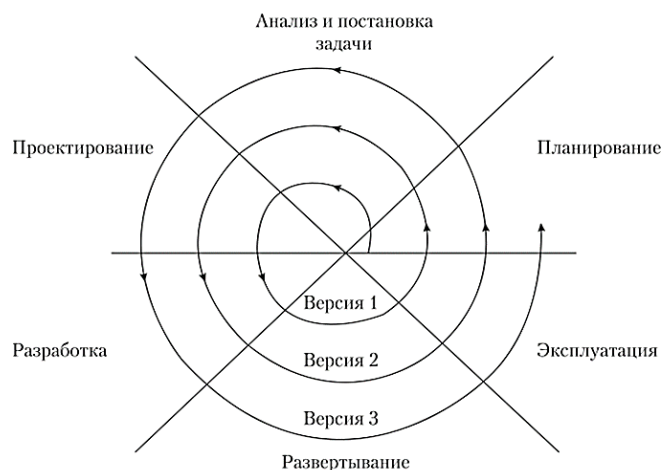 Анализ и постановка
задачи
Проектирование
Планирование
Версия 1
Разработка
Версия 2
Эксплуатация
Версия 3
Развертывание